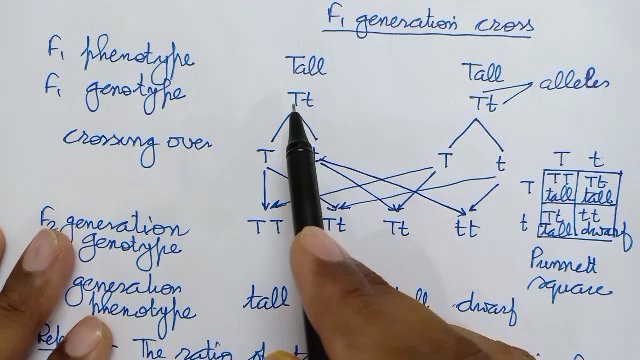 F1 generation cross
F1 phenotype Tall Tall
F1 genotype Tt Tt alleles
crossing over
T t T t
T t
T TT tall Tt tall
t Tt tall tt dwarf
Punnett square
F2 generation genotype TT Tt Tt tt
generation phenotype tall dwarf
The ratio of